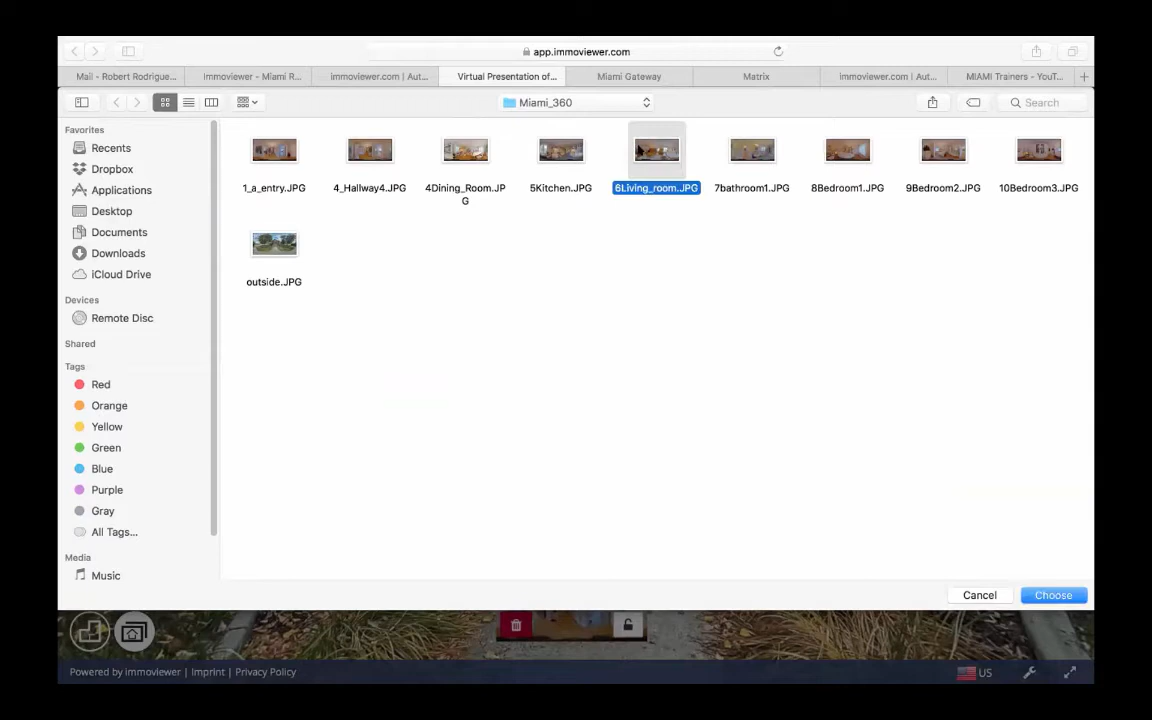 app.immoviewer.com
Mail - Robert Rodrigue...
Immoviewer - Miami R...
immoviewer.com | Aut...
Virtual Presentation of...
Miami Gateway
Matrix
immoviewer.com | Aut...
MIAMI Trainers - YouT...
Miami_360
Search
Favorites
Recents
Dropbox
Applications
Desktop
Documents
Downloads
iCloud Drive
Devices
Remote Disc
Shared
Tags
Red
Orange
Yellow
Green
Blue
Purple
Gray
All Tags...
Media
Music
1_a_entry.JPG
4_Hallway4.JPG
4Dining_Room.JP
G
5Kitchen.JPG
6Living_room.JPG
7bathroom1.JPG
8Bedroom1.JPG
9Bedroom2.JPG
10Bedroom3.JPG
outside.JPG
Cancel
Choose
Powered by immoviewer | Imprint | Privacy Policy
US